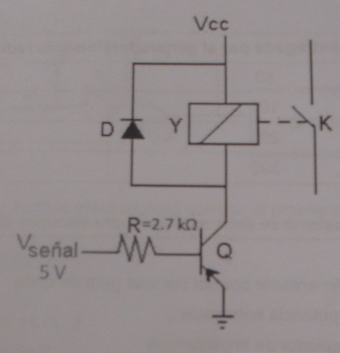 Vcc
D
Y
K
R=2.7 kΩ
Vseñal
Q
5 V